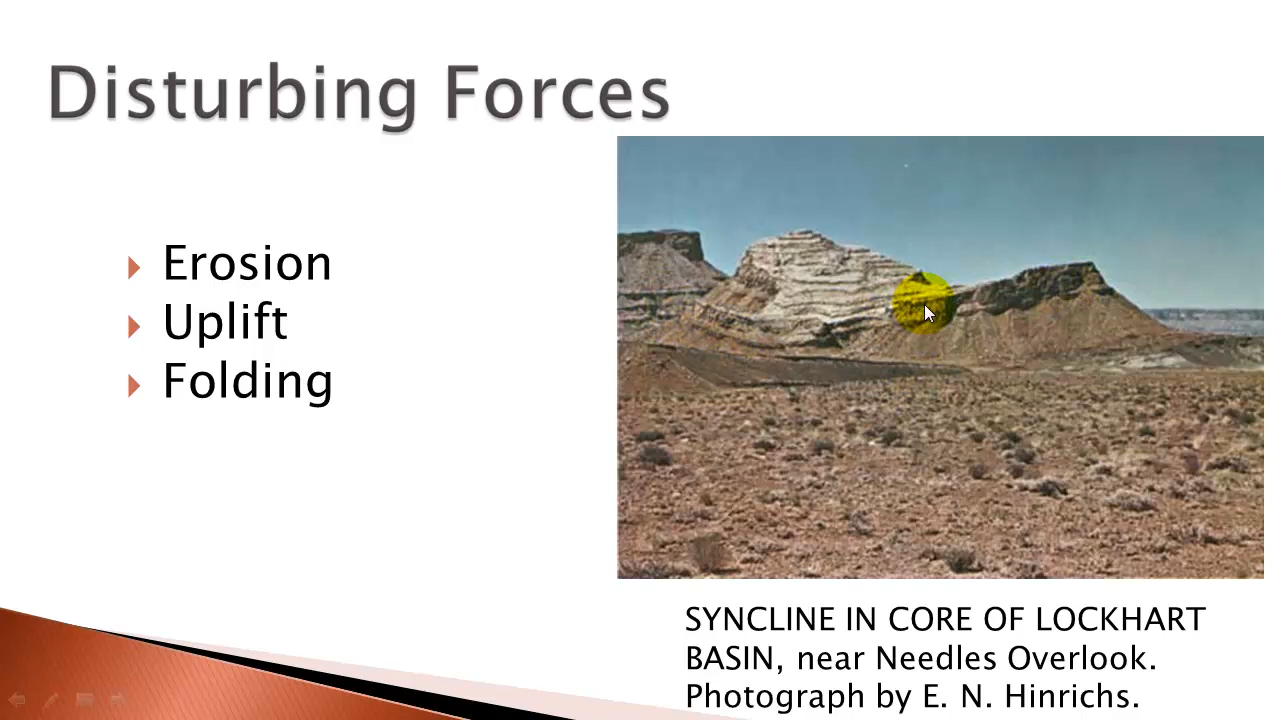 Disturbing Forces
Erosion
Uplift
Folding
SYNCLINE IN CORE OF LOCKHART
BASIN, near Needles Overlook.
Photograph by E. N. Hinrichs.